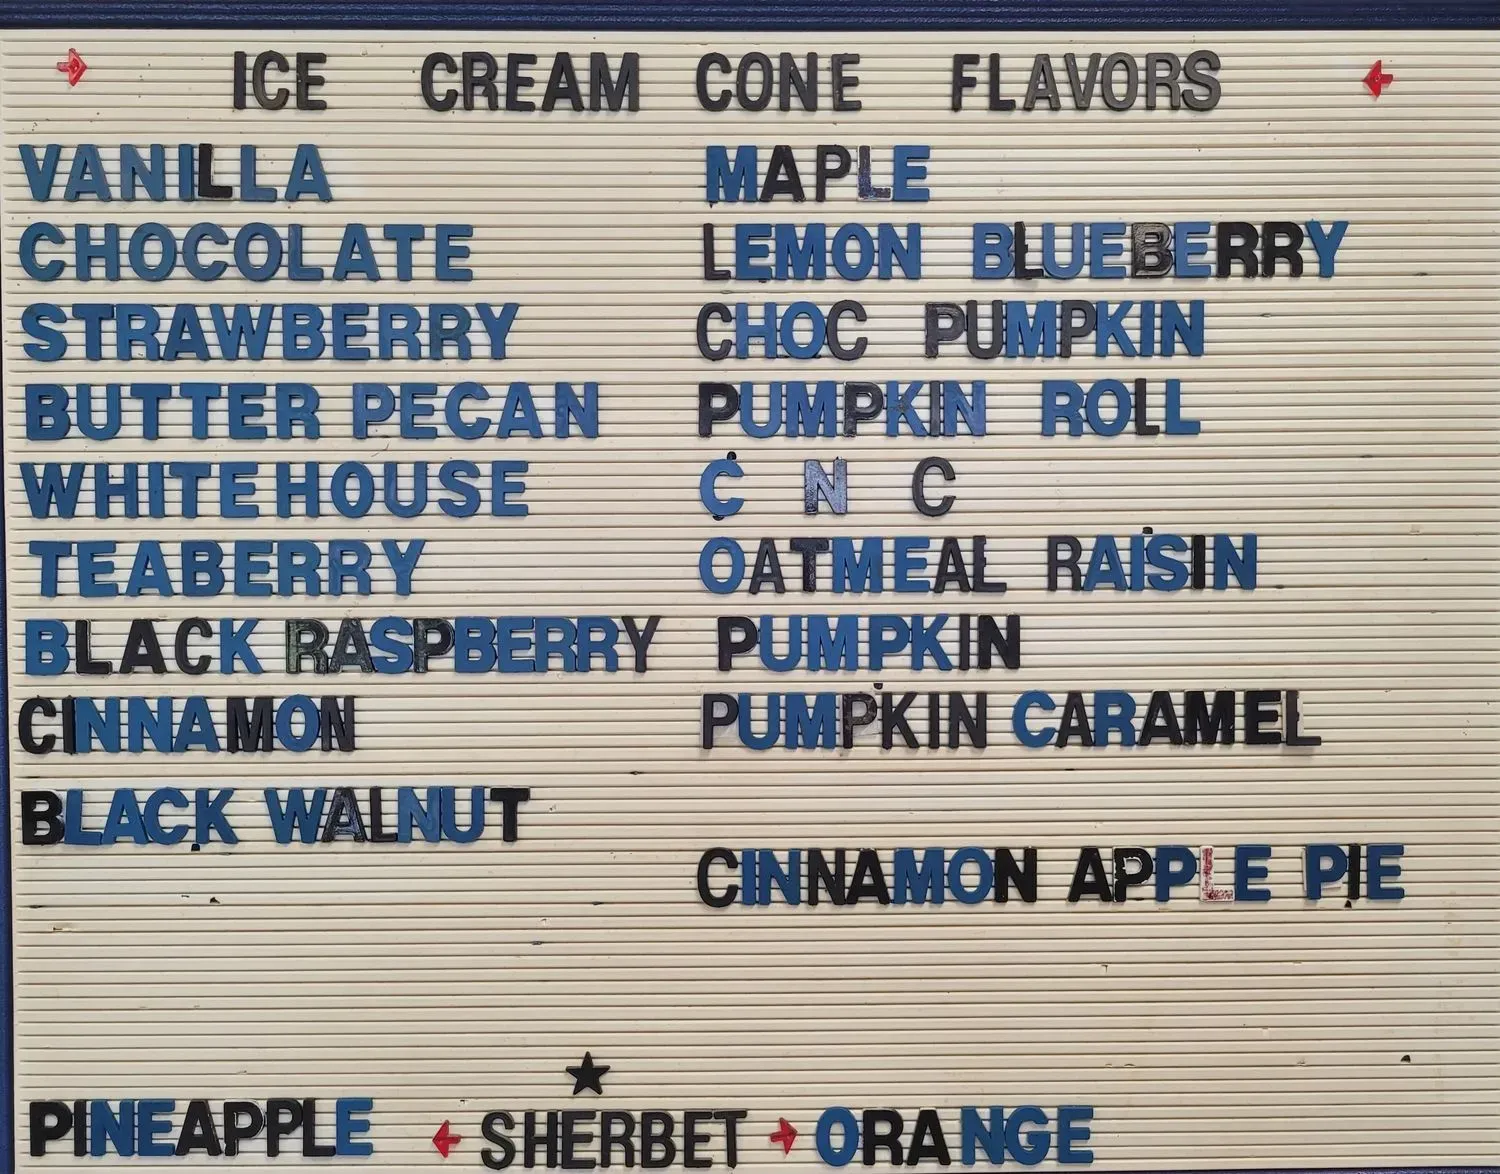 ICE CREAM CONE FLAVORS
VANILLA
CHOCOLATE
STRAWBERRY
BUTTER PECAN
WHITEHOUSE
TEABERRY
BLACK RASPBERRY
CINNAMON
BLACK WALNUT
MAPLE
LEMON BLUEBERRY
CHOC PUMPKIN
PUMPKIN ROLL
C N C
OATMEAL RAISIN
PUMPKIN
PUMPKIN CARAMEL
CINNAMON APPLE PIE
PINEAPPLE SHERBET ORANGE